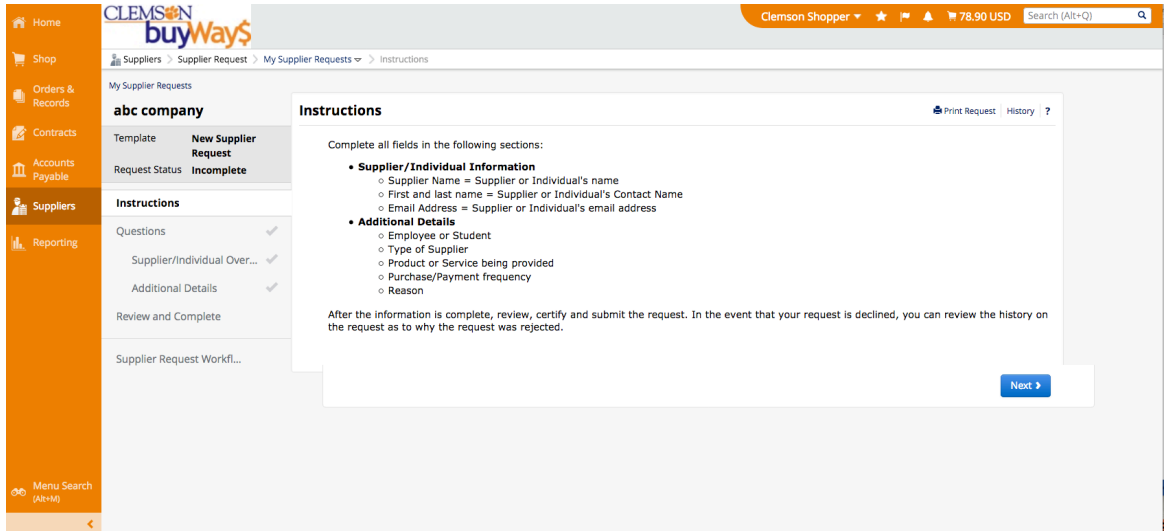 Home
Shop
Orders &
Records
Contracts
Accounts
Payable
Suppliers
Reporting
Menu Search
(Alt+M)
CLEMSON
buyWay$
Clemson Shopper
78.90 USD
Search (Alt+Q)
Suppliers > Supplier Request > My Supplier Requests > Instructions
My Supplier Requests
abc company
Template New Supplier
Request
Request Status Incomplete
Instructions
Questions
Supplier/Individual Over...
Additional Details
Review and Complete
Supplier Request Workfl...
Instructions
Print Request History ?
Complete all fields in the following sections:
• Supplier/Individual Information
○ Supplier Name = Supplier or Individual's name
○ First and last name = Supplier or Individual's Contact Name
○ Email Address = Supplier or Individual's email address
• Additional Details
○ Employee or Student
○ Type of Supplier
○ Product or Service being provided
○ Purchase/Payment frequency
○ Reason
After the information is complete, review, certify and submit the request. In the event that your request is declined, you can review the history on
the request as to why the request was rejected.
Next >